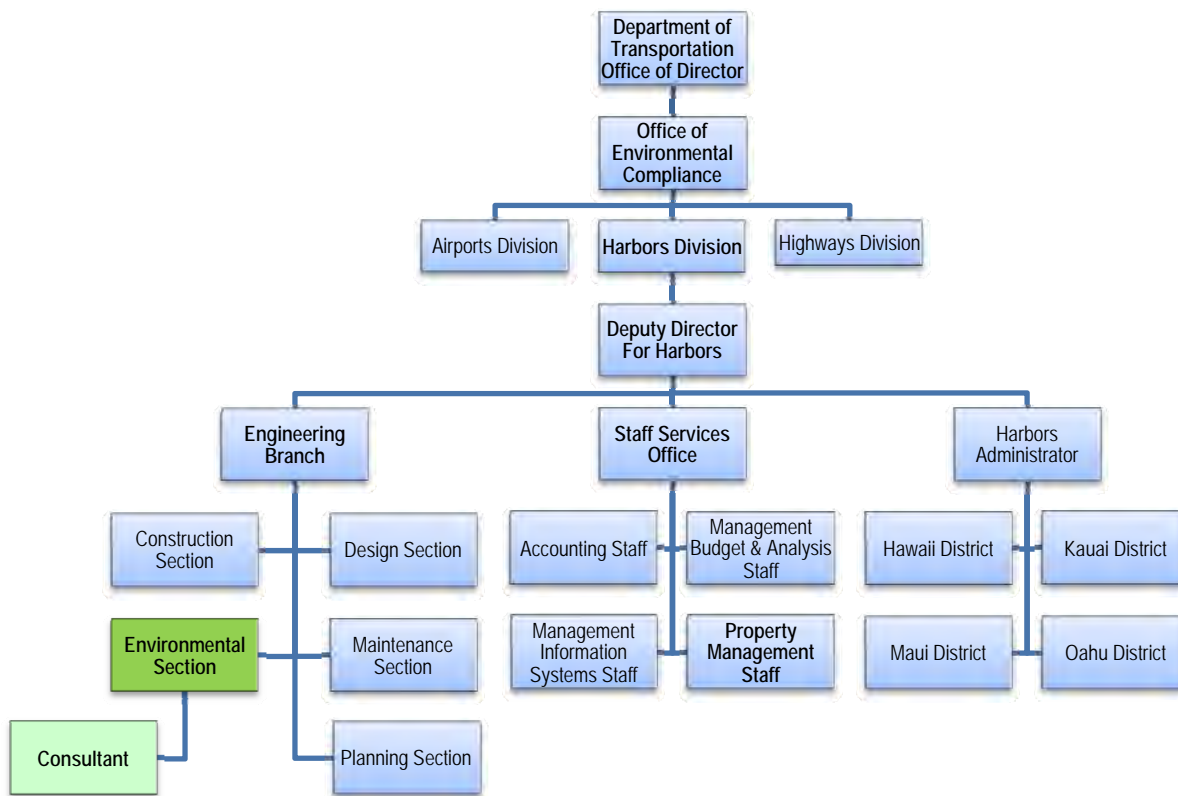 Department of
Transportation
Office of Director
Office of
Environmental
Compliance
Airports Division
Harbors Division
Highways Division
Deputy Director
For Harbors
Engineering
Branch
Staff Services
Office
Harbors
Administrator
Construction
Section
Design Section
Accounting Staff
Management
Budget & Analysis
Staff
Hawaii District
Kauai District
Environmental
Section
Maintenance
Section
Management
Information
Systems Staff
Property
Management
Staff
Maui District
Oahu District
Consultant
Planning Section